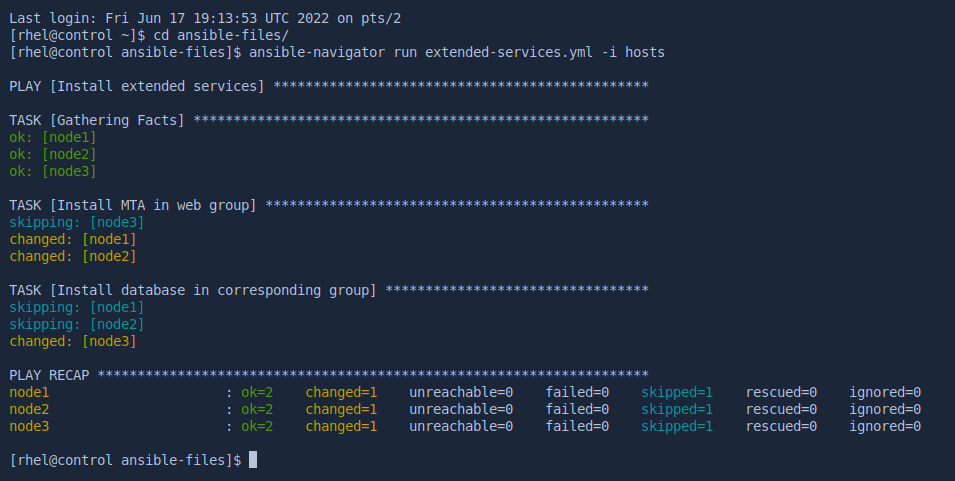 Last login: Fri Jun 17 19:13:53 UTC 2022 on pts/2
[rhel@control ~]$ cd ansible-files/
[rhel@control ansible-files]$ ansible-navigator run extended-services.yml -i hosts
PLAY [Install extended services] ***********************************************
TASK [Gathering Facts] *********************************************************
ok: [node1]
ok: [node2]
ok: [node3]
TASK [Install MTA in web group] ************************************************
skipping: [node3]
changed: [node1]
changed: [node2]
TASK [Install database in corresponding group] *********************************
skipping: [node1]
skipping: [node2]
changed: [node3]
PLAY RECAP *********************************************************************
node1                      : ok=2    changed=1    unreachable=0    failed=0    skipped=1    rescued=0    ignored=0
node2                      : ok=2    changed=1    unreachable=0    failed=0    skipped=1    rescued=0    ignored=0
node3                      : ok=2    changed=1    unreachable=0    failed=0    skipped=1    rescued=0    ignored=0
[rhel@control ansible-files]$